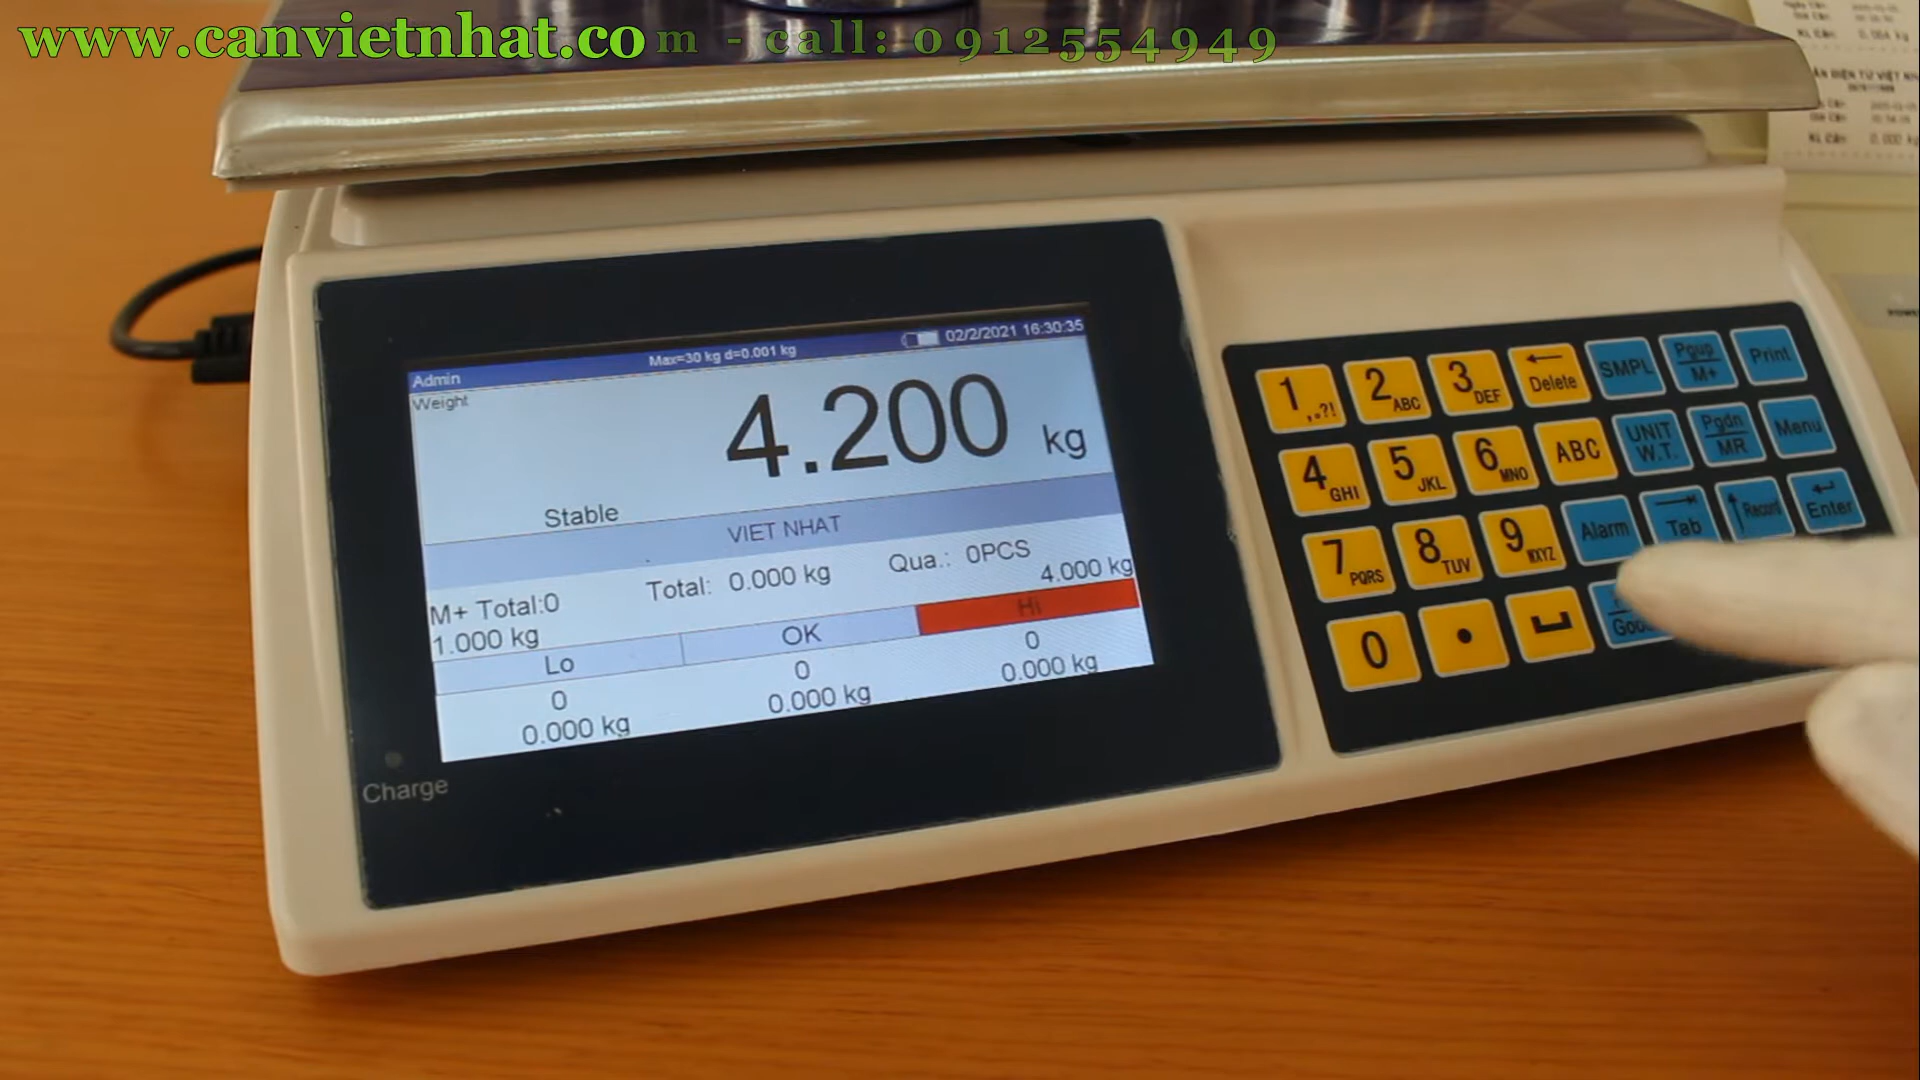 www.canvietnhat.com - call: 0912554949
Admin
Max=30 kg d=0.001 kg
02/2/2021 16:30:35
Weight
4.200 kg
Stable
VIET NHAT
M+ Total:0
Total: 0.000 kg
Qua.: 0PCS
1.000 kg
4.000 kg
Lo
OK
Hi
0
0
0
0.000 kg
0.000 kg
0.000 kg
Charge
1 ,.?!
2 ABC
3 DEF
Delete
SMPL
Pgup
M+
Print
4 GHI
5 JKL
6 MNO
ABC
UNIT
W.T.
Pgdn
MR
Menu
7 PQRS
8 TUV
9 WXYZ
Alarm
Tab
Record
Enter
0
.
ĐIỆN TỬ VIỆT
0.000